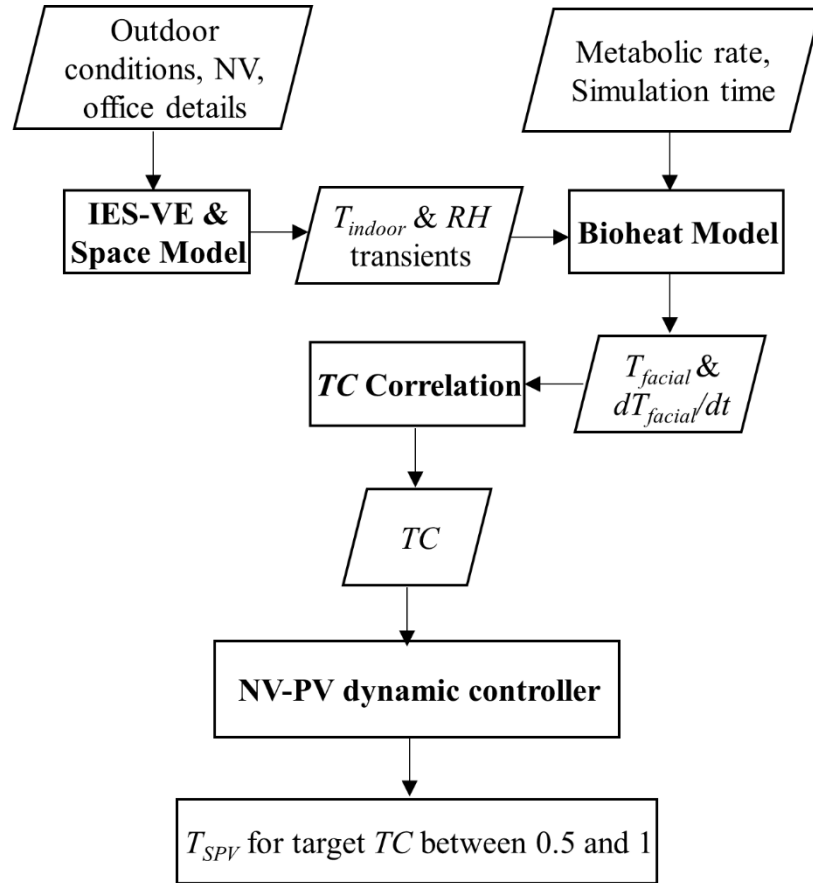 Outdoor
conditions, NV,
office details
Metabolic rate,
Simulation time
IES-VE &
Space Model
T_indoor & RH
transients
Bioheat Model
T_facial &
dT_facial/dt
TC Correlation
TC
NV-PV dynamic controller
T_SPV for target TC between 0.5 and 1